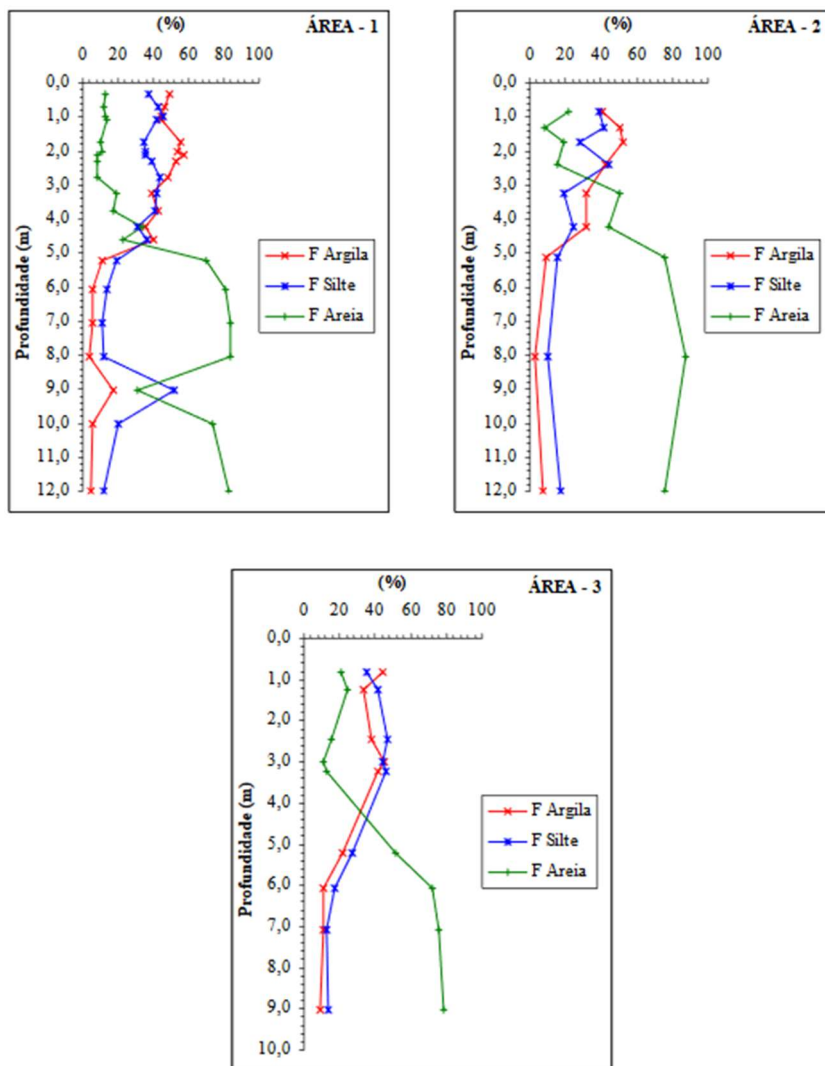 (%)
ÁREA - 1
0 20 40 60 80 100
0,0
1,0
2,0
3,0
4,0
5,0
6,0
7,0
8,0
9,0
10,0
11,0
12,0
Profundidade (m)
F Argila
F Silte
F Areia
(%)
ÁREA - 2
0 20 40 60 80 100
0,0
1,0
2,0
3,0
4,0
5,0
6,0
7,0
8,0
9,0
10,0
11,0
12,0
Profundidade (m)
F Argila
F Silte
F Areia
(%)
ÁREA - 3
0 20 40 60 80 100
0,0
1,0
2,0
3,0
4,0
5,0
6,0
7,0
8,0
9,0
10,0
Profundidade (m)
F Argila
F Silte
F Areia